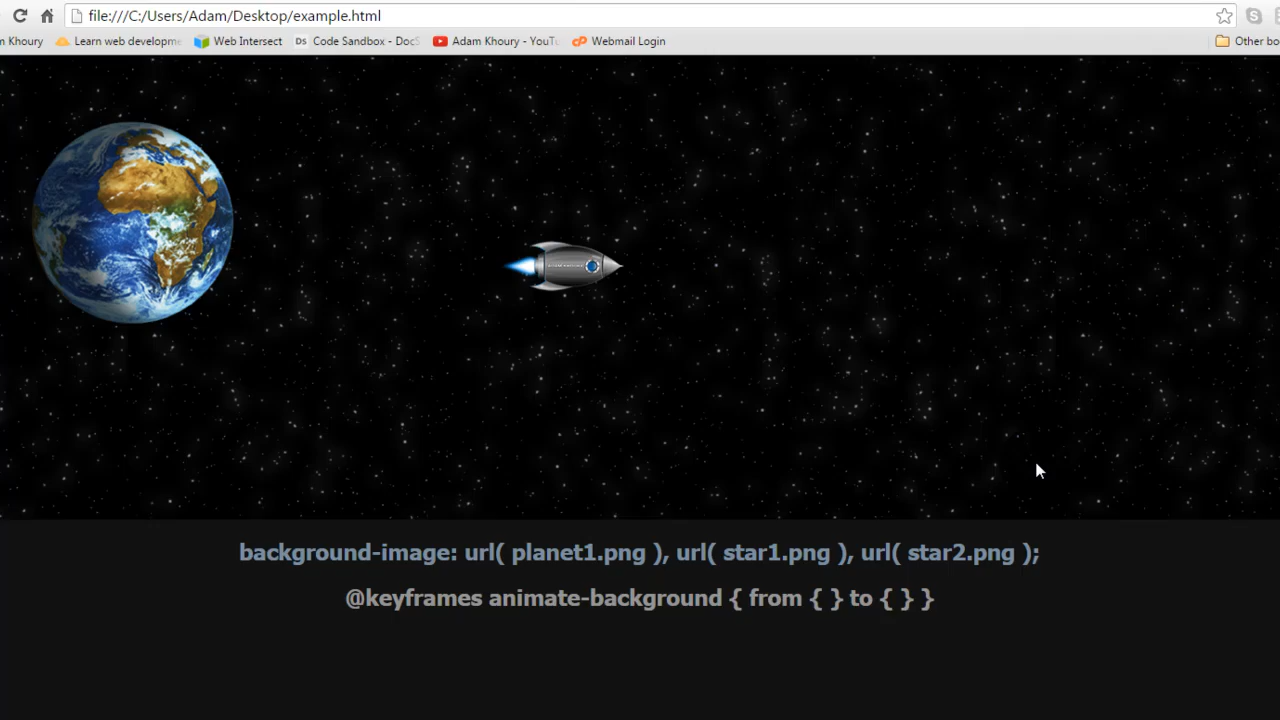 file:///C:/Users/Adam/Desktop/example.html
m Khoury
Learn web developme
Web Intersect
DS
Code Sandbox - Doc
Adam Khoury - YouT
Webmail Login
Other bo
background-image: url( planet1.png ), url( star1.png ), url( star2.png );
@keyframes animate-background { from { } to { } }